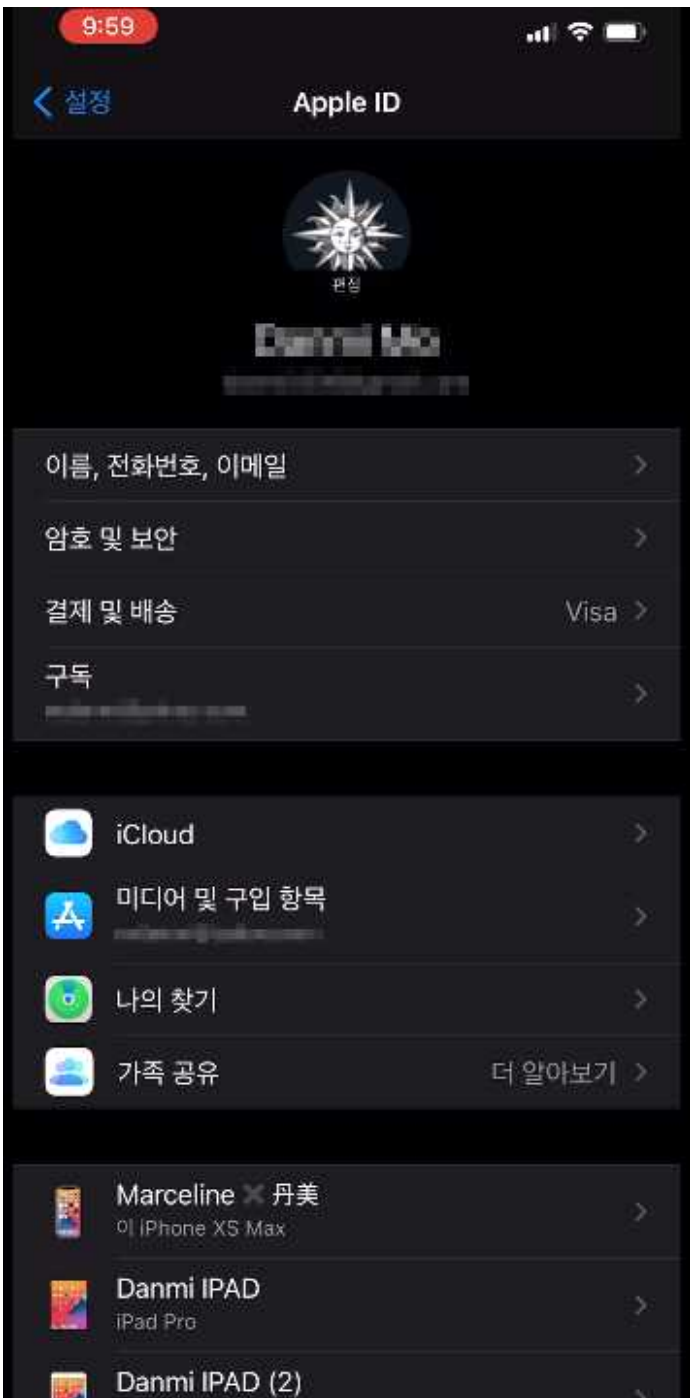 9:59
설정
Apple ID
편집
이름, 전화번호, 이메일
암호 및 보안
결제 및 배송
Visa
구독
iCloud
미디어 및 구입 항목
나의 찾기
가족 공유
더 알아보기
Marceline ✕ 丹美
이 iPhone XS Max
Danmi IPAD
iPad Pro
Danmi IPAD (2)